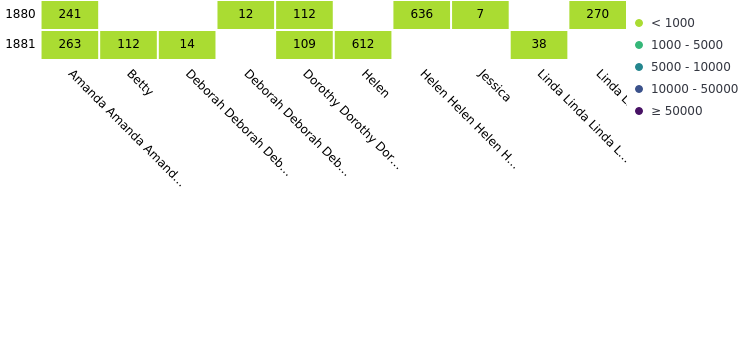 1880 241 12 112 636 7 270
1881 263 112 14 109 612 38
Amanda Amanda Amand...
Betty
Deborah Deborah Deb...
Deborah Deborah Deb...
Dorothy Dorothy Dor...
Helen
Helen Helen Helen H...
Jessica
Linda Linda Linda L...
Linda L
< 1000
1000 - 5000
5000 - 10000
10000 - 50000
≥ 50000